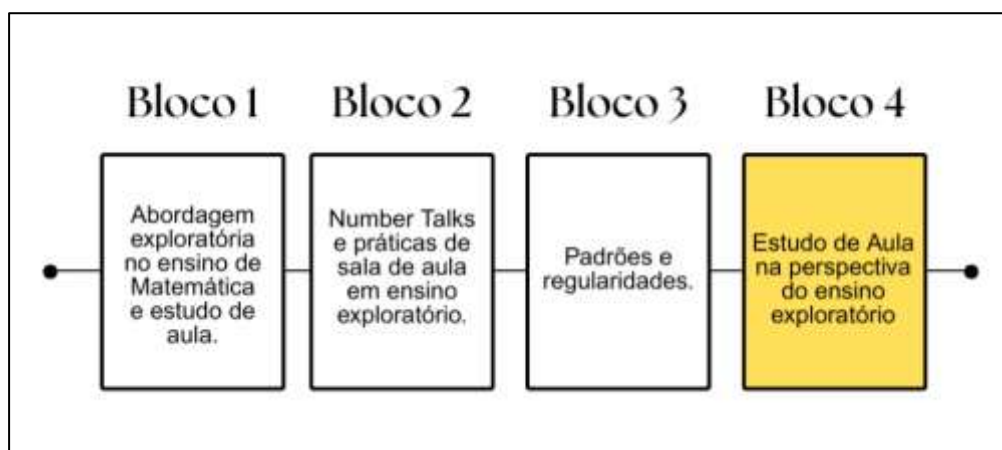 Bloco 1
Abordagem
exploratória
no ensino de
Matemática
e estudo de
aula.
Bloco 2
Number Talks
e práticas de
sala de aula
em ensino
exploratório.
Bloco 3
Padrões e
regularidades.
Bloco 4
Estudo de Aula
na perspectiva
do ensino
exploratório